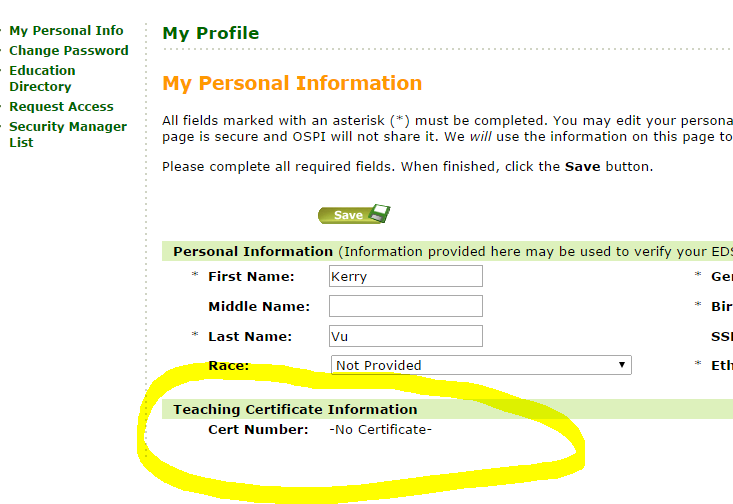 My Personal Info
Change Password
Education
Directory
Request Access
Security Manager
List
My Profile
My Personal Information
All fields marked with an asterisk (*) must be completed. You may edit your persona
page is secure and OSPI will not share it. We will use the information on this page to
Please complete all required fields. When finished, click the Save button.
Save
Personal Information (Information provided here may be used to verify your EDS
* First Name: Kerry * Ger
Middle Name: * Bir
* Last Name: Vu SSN
Race: Not Provided * Eth
Teaching Certificate Information
Cert Number: -No Certificate-